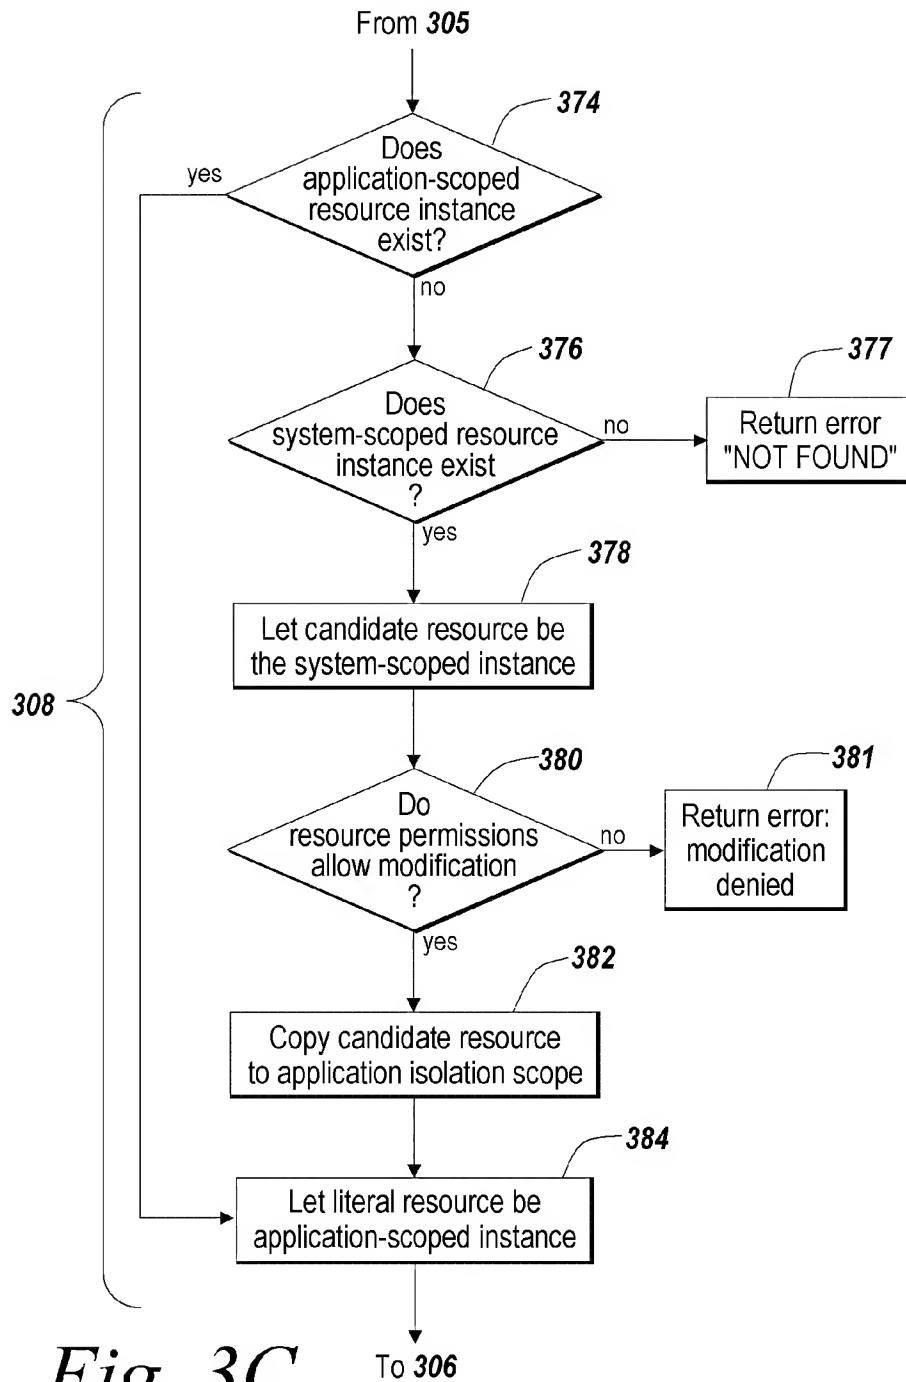 From 305
374
Does
application-scoped
resource instance
exist?
yes
no
376
Does
system-scoped resource
instance exist
?
no
377
Return error
"NOT FOUND"
yes
378
Let candidate resource be
the system-scoped instance
308
380
Do
resource permissions
allow modification
?
no
381
Return error:
modification
denied
yes
382
Copy candidate resource
to application isolation scope
384
Let literal resource be
application-scoped instance
Fig. 3C
To 306